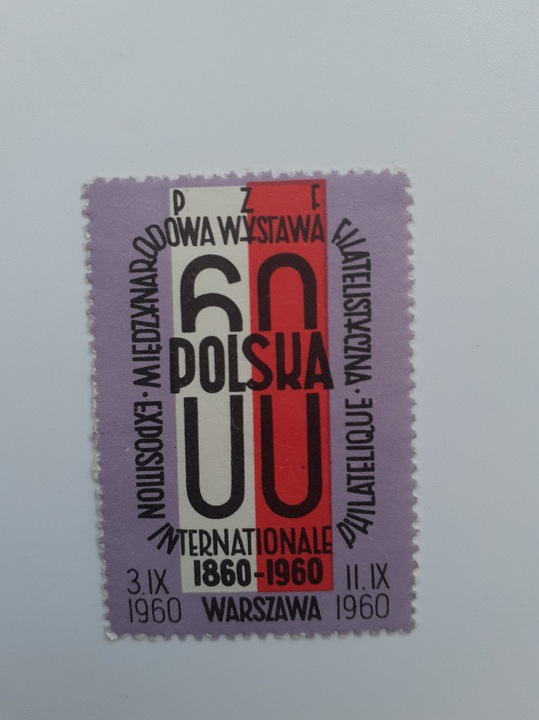 P Z F
MIĘDZYNARODOWA WYSTAWA FILATELISTYCZNA ·
60
POLSKA
EXPOSITION INTERNATIONALE PHILATELIQUE ·
1860-1960
3.IX 11.IX
1960 WARSZAWA 1960